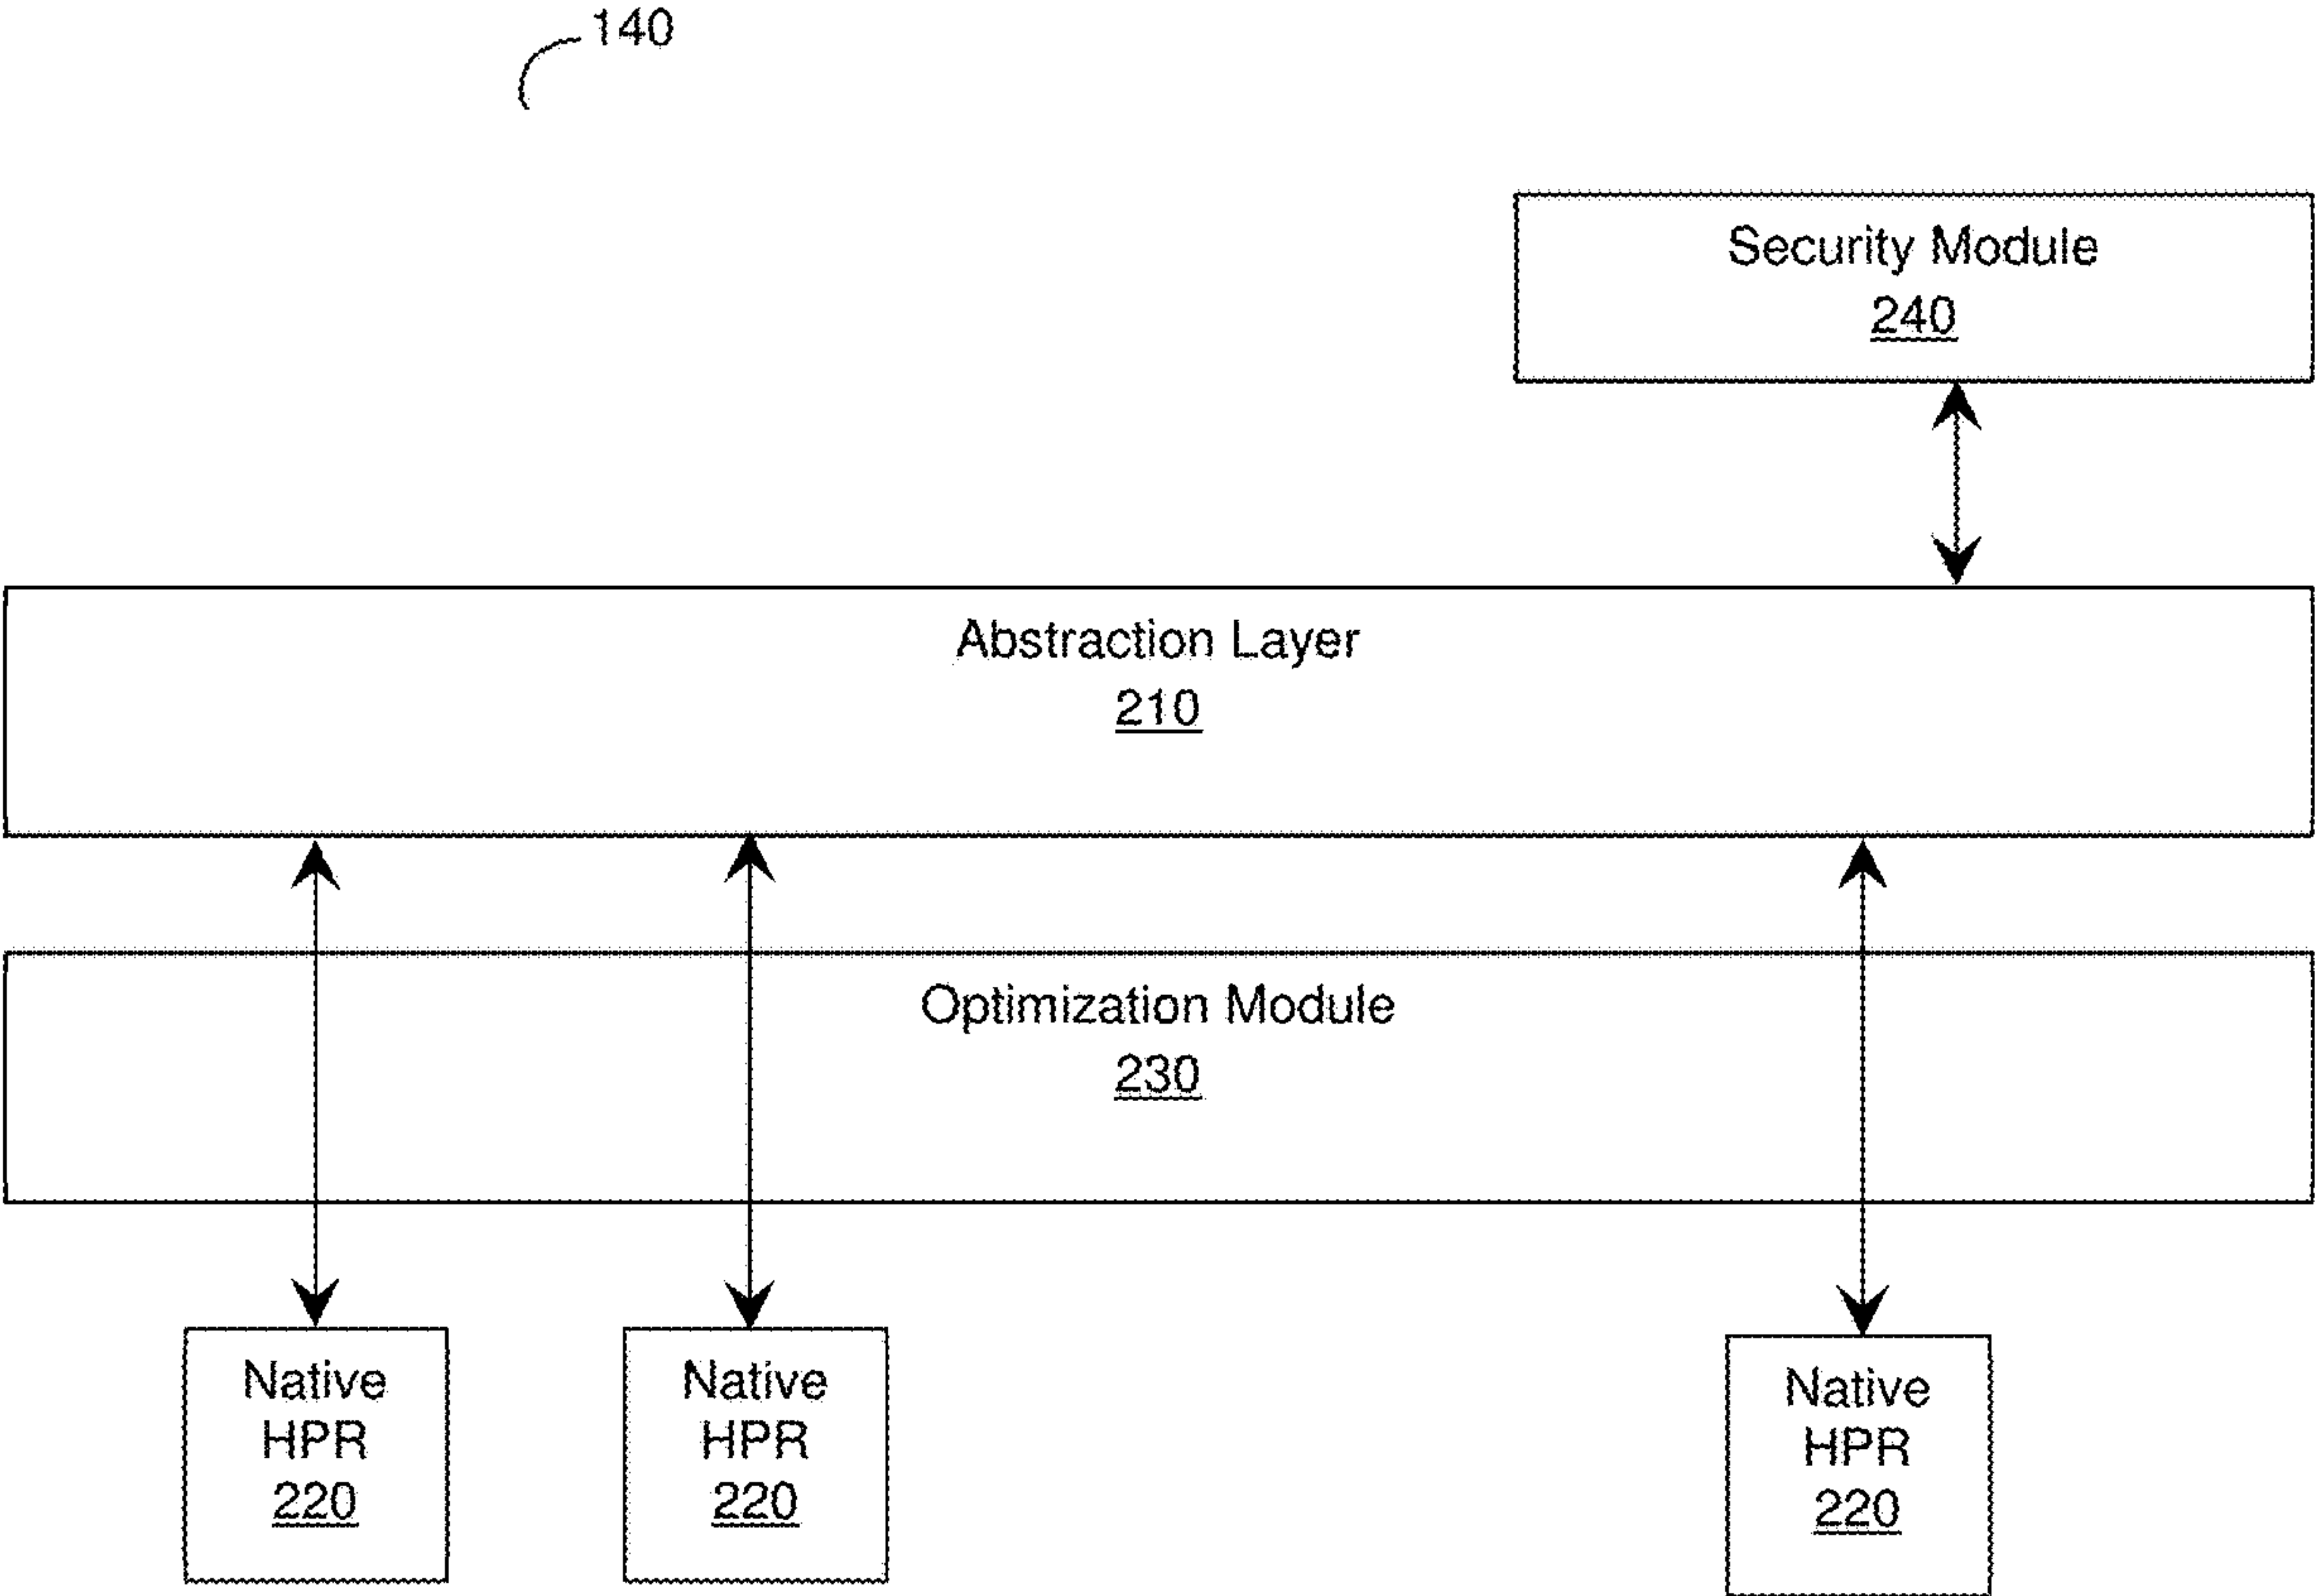 140
Security Module
240
Abstraction Layer
210
Optimization Module
230
Native
HPR
220
Native
HPR
220
Native
HPR
220